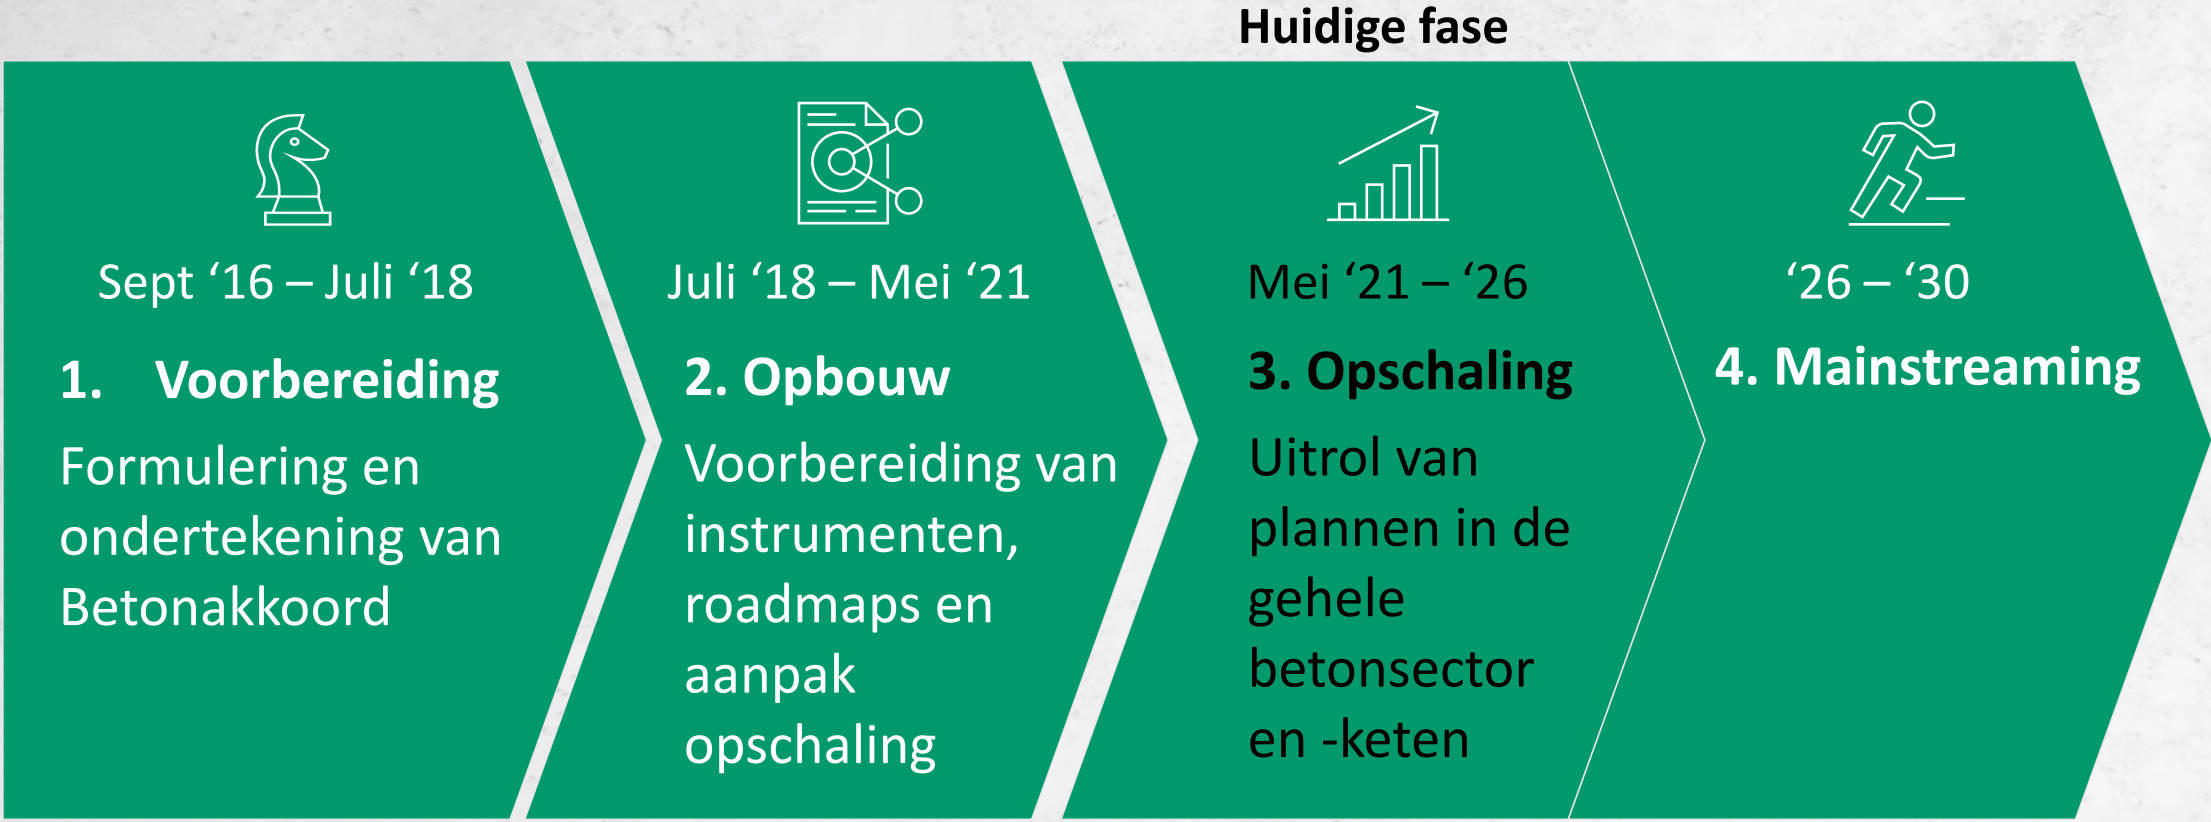 Huidige fase
Sept ‘16 – Juli ‘18
1. Voorbereiding
Formulering en
ondertekening van
Betonakkoord
Juli ‘18 – Mei ‘21
2. Opbouw
Voorbereiding van
instrumenten,
roadmaps en
aanpak
opschaling
Mei ‘21 – ‘26
3. Opschaling
Uitrol van
plannen in de
gehele
betonsector
en -keten
‘26 – ‘30
4. Mainstreaming